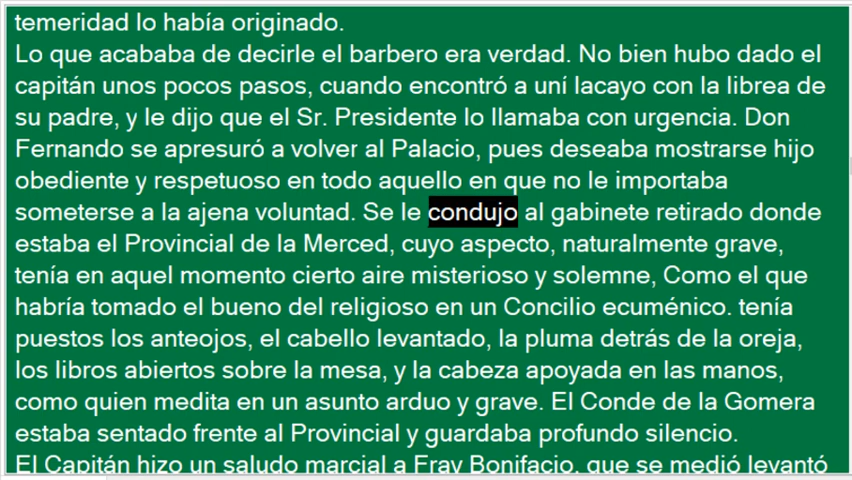 temeridad lo había originado.
Lo que acababa de decirle el barbero era verdad. No bien hubo dado el
capitán unos pocos pasos, cuando encontró a uní lacayo con la librea de
su padre, y le dijo que el Sr. Presidente lo llamaba con urgencia. Don
Fernando se apresuró a volver al Palacio, pues deseaba mostrarse hijo
obediente y respetuoso en todo aquello en que no le importaba
someterse a la ajena voluntad. Se le condujo al gabinete retirado donde
estaba el Provincial de la Merced, cuyo aspecto, naturalmente grave,
tenía en aquel momento cierto aire misterioso y solemne, Como el que
habría tomado el bueno del religioso en un Concilio ecuménico. tenía
puestos los anteojos, el cabello levantado, la pluma detrás de la oreja,
los libros abiertos sobre la mesa, y la cabeza apoyada en las manos,
como quien medita en un asunto arduo y grave. El Conde de la Gomera
estaba sentado frente al Provincial y guardaba profundo silencio.
El Capitán hizo un saludo marcial a Fray Bonifacio, que se medió levantó